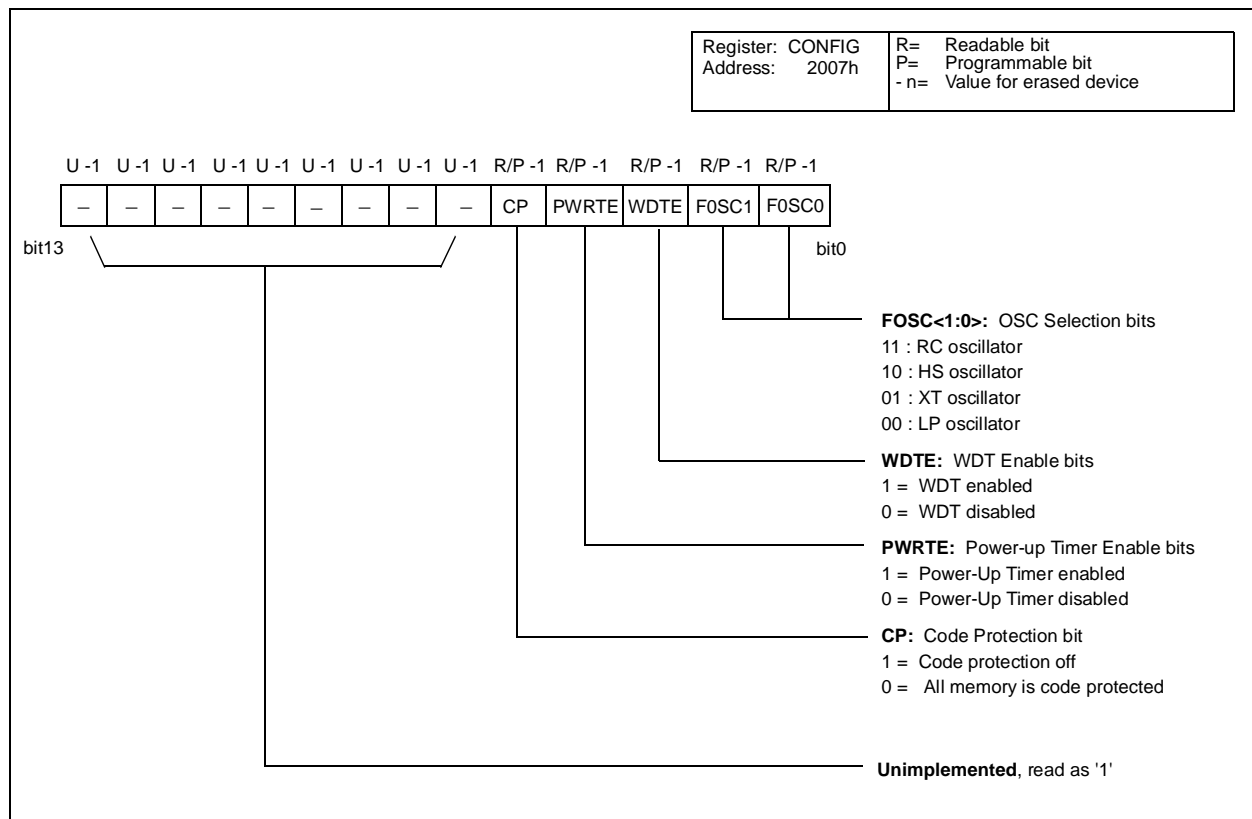 Register: CONFIG
Address: 2007h
R= Readable bit
P= Programmable bit
- n= Value for erased device
U -1 U -1 U -1 U -1 U -1 U -1 U -1 U -1 U -1 R/P -1 R/P -1 R/P -1 R/P -1 R/P -1
– – – – – – – – – CP PWRTE WDTE F0SC1 F0SC0
bit13 bit0
FOSC<1:0>: OSC Selection bits
11 : RC oscillator
10 : HS oscillator
01 : XT oscillator
00 : LP oscillator
WDTE: WDT Enable bits
1 = WDT enabled
0 = WDT disabled
PWRTE: Power-up Timer Enable bits
1 = Power-Up Timer enabled
0 = Power-Up Timer disabled
CP: Code Protection bit
1 = Code protection off
0 = All memory is code protected
Unimplemented, read as '1'